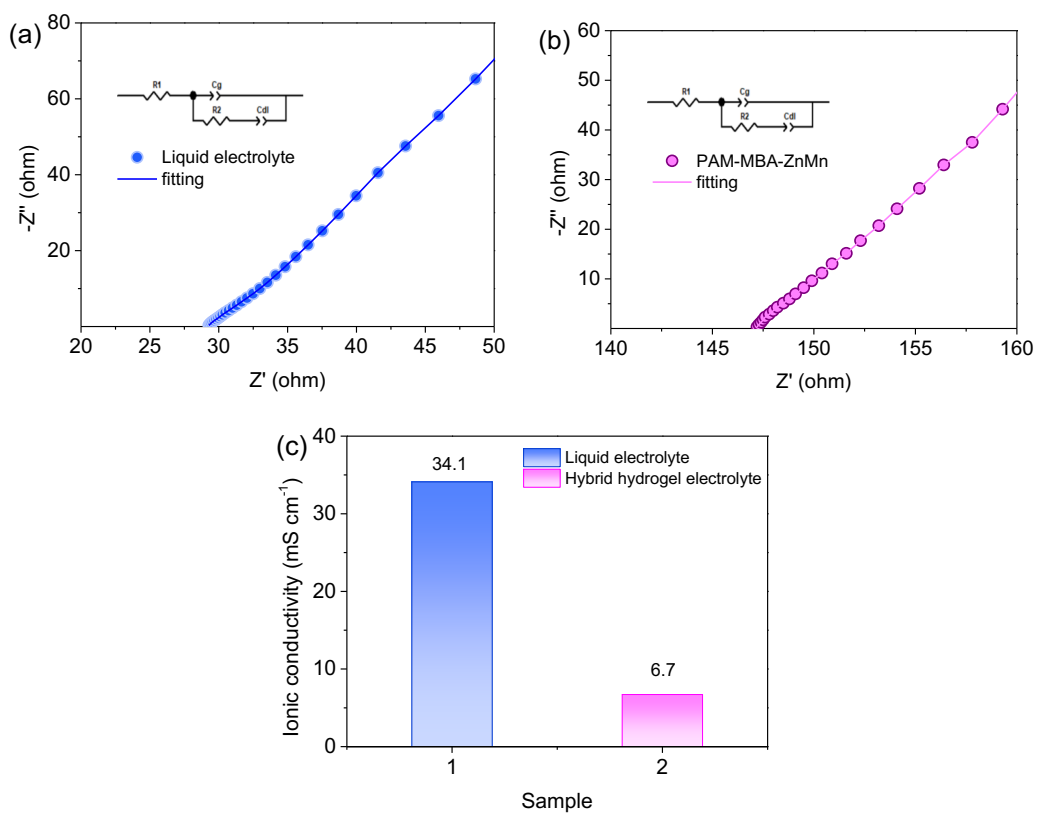 (a)
80
60
40
20
-Z" (ohm)
R1
Cg
R2
Cdl
Liquid electrolyte
fitting
20 25 30 35 40 45 50
Z' (ohm)
(b)
60
50
40
30
20
10
-Z" (ohm)
R1
Cg
R2
Cdl
PAM-MBA-ZnMn
fitting
140 145 150 155 160
Z' (ohm)
(c)
40
30
20
10
0
Ionic conductivity (mS cm⁻¹)
34.1
6.7
Liquid electrolyte
Hybrid hydrogel electrolyte
1 2
Sample